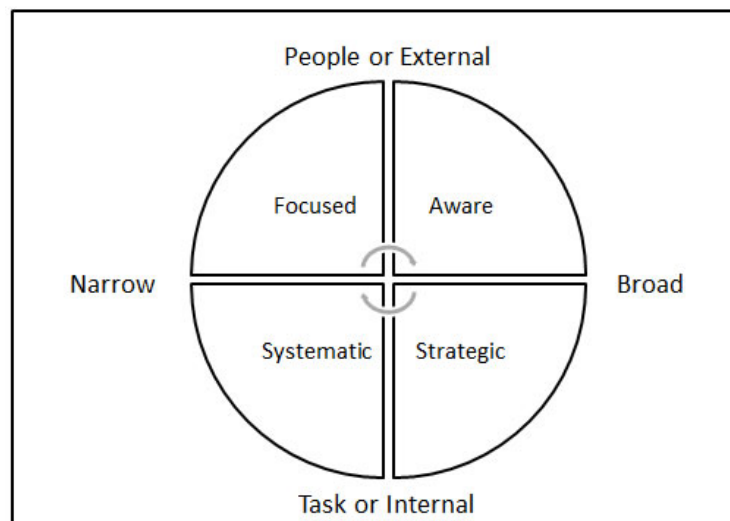 People or External
Focused
Aware
Narrow
Broad
Systematic
Strategic
Task or Internal